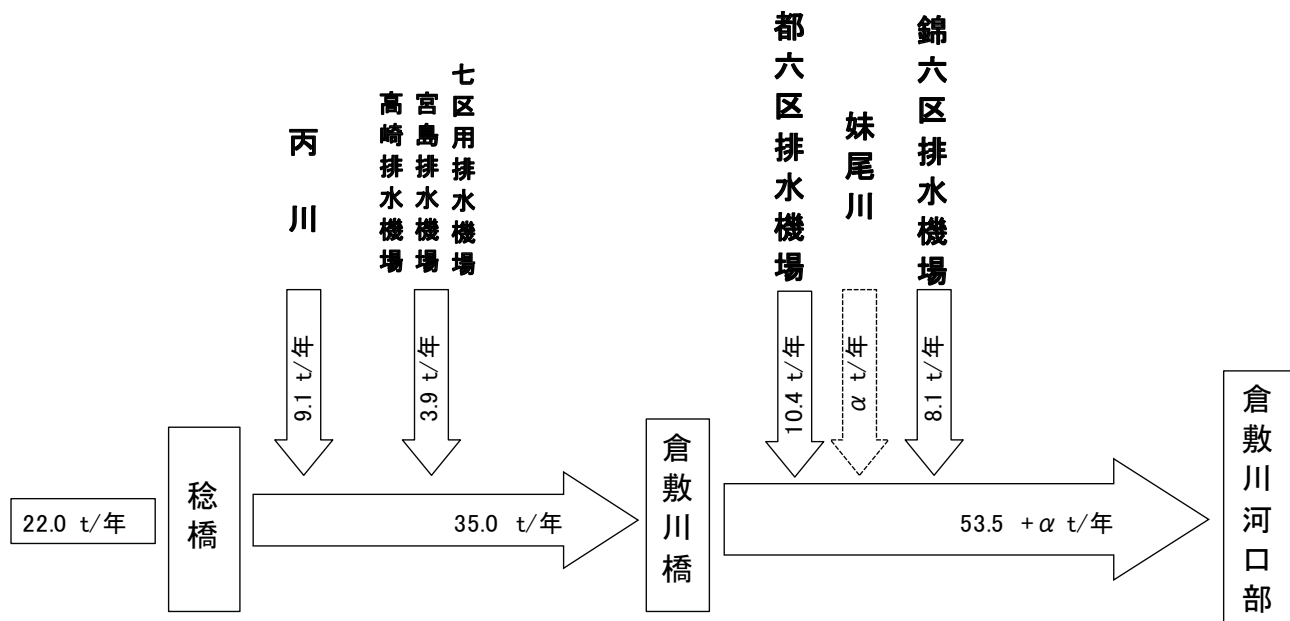 丙川
高崎排水機場
宮島排水機場
七区用排水機場
都六区排水機場
妹尾川
錦六区排水機場
9.1 t/年
3.9 t/年
10.4 t/年
α t/年
8.1 t/年
22.0 t/年
稔橋
35.0 t/年
倉敷川橋
53.5 +α t/年
倉敷川河口部